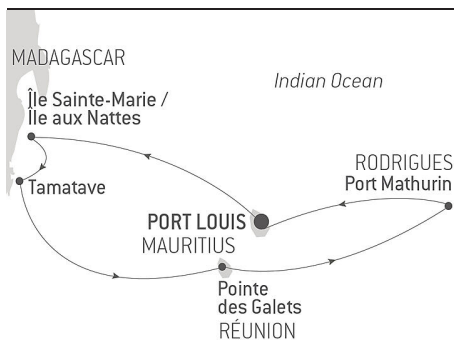 MADAGASCAR
Indian Ocean
Île Sainte-Marie /
Île aux Nattes
RODRIGUES
Port Mathurin
Tamatave
PORT LOUIS
MAURITIUS
Pointe
des Galets
RÉUNION